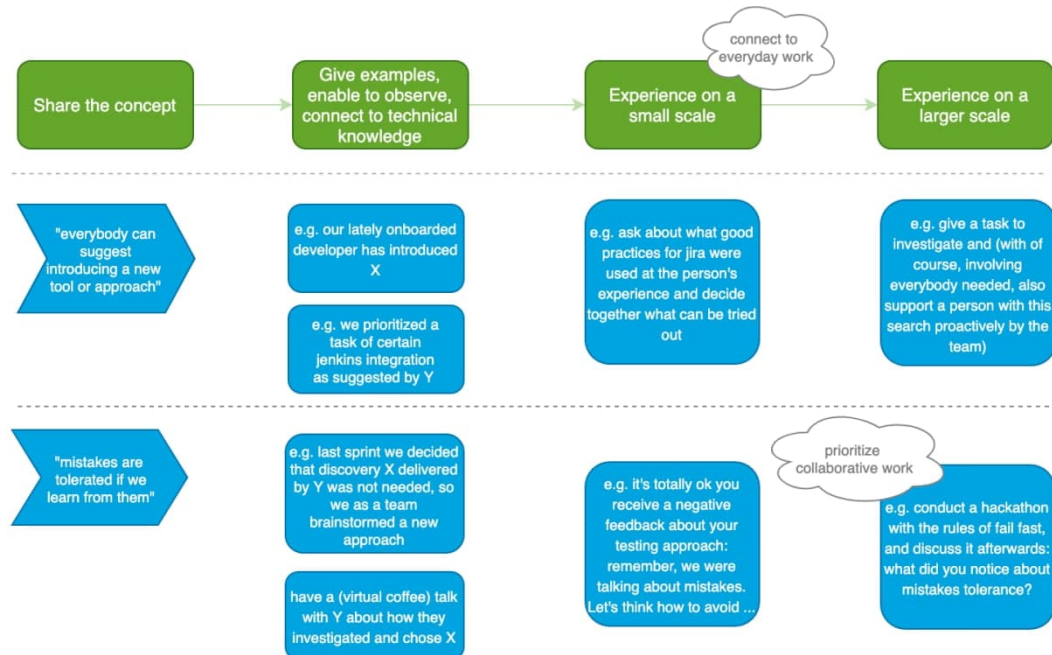 connect to
everyday work
Share the concept
Give examples,
enable to observe,
connect to technical
knowledge
Experience on a
small scale
Experience on a
larger scale
"everybody can
suggest
introducing a new
tool or approach"
e.g. our lately onboarded
developer has introduced
X
e.g. we prioritized a
task of certain
jenkins integration
as suggested by Y
e.g. ask about what good
practices for jira were
used at the person's
experience and decide
together what can be tried
out
e.g. give a task to
investigate and (with of
course, involving
everybody needed, also
support a person with this
search proactively by the
team)
"mistakes are
tolerated if we
learn from them"
e.g. last sprint we decided
that discovery X delivered
by Y was not needed, so
we as a team
brainstormed a new
approach
have a (virtual coffee) talk
with Y about how they
investigated and chose X
e.g. it's totally ok you
receive a negative
feedback about your
testing approach:
remember, we were
talking about mistakes.
Let's think how to avoid ...
prioritize
collaborative work
e.g. conduct a hackathon
with the rules of fail fast,
and discuss it afterwards:
what did you notice about
mistakes tolerance?